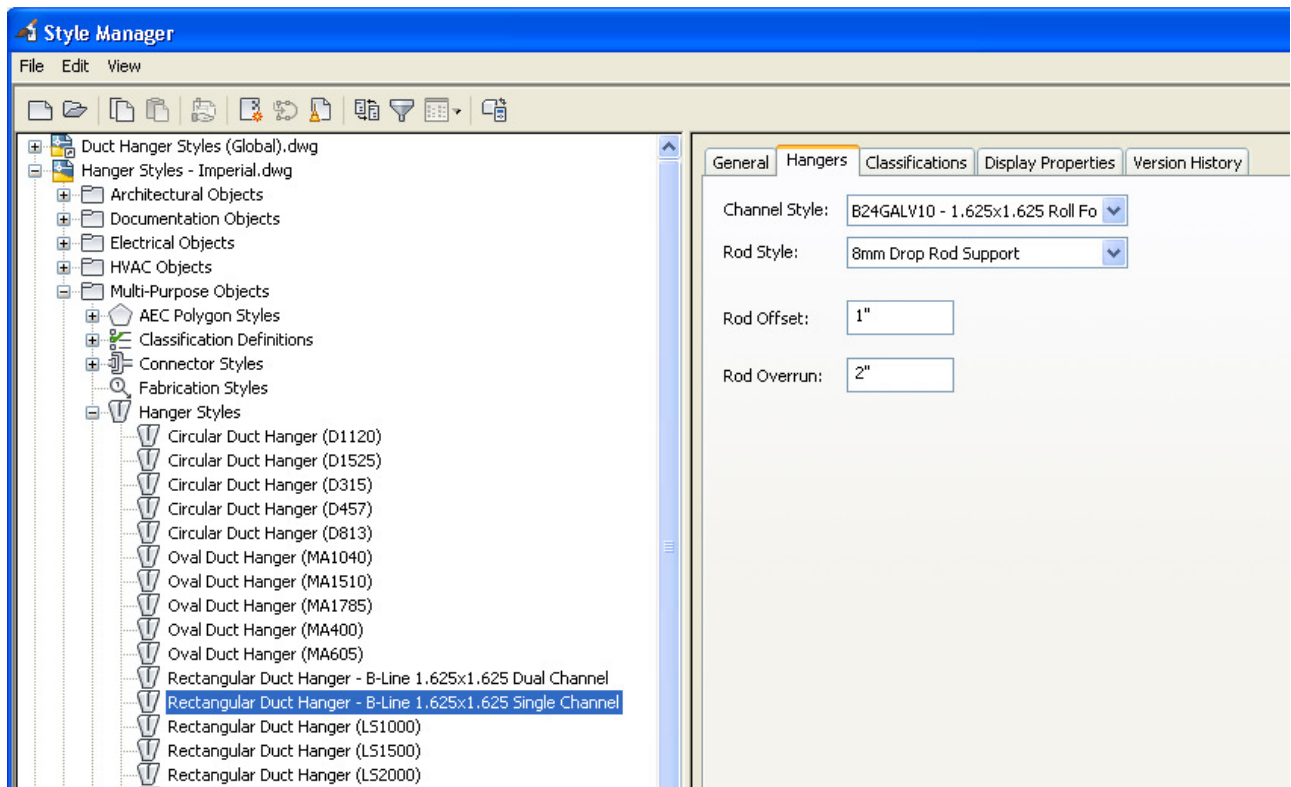 Style Manager
File Edit View
Duct Hanger Styles (Global).dwg
Hanger Styles - Imperial.dwg
Architectural Objects
Documentation Objects
Electrical Objects
HVAC Objects
Multi-Purpose Objects
AEC Polygon Styles
Classification Definitions
Connector Styles
Fabrication Styles
Hanger Styles
Circular Duct Hanger (D1120)
Circular Duct Hanger (D1525)
Circular Duct Hanger (D315)
Circular Duct Hanger (D457)
Circular Duct Hanger (D813)
Oval Duct Hanger (MA1040)
Oval Duct Hanger (MA1510)
Oval Duct Hanger (MA1785)
Oval Duct Hanger (MA400)
Oval Duct Hanger (MA605)
Rectangular Duct Hanger - B-Line 1.625x1.625 Dual Channel
Rectangular Duct Hanger - B-Line 1.625x1.625 Single Channel
Rectangular Duct Hanger (LS1000)
Rectangular Duct Hanger (LS1500)
Rectangular Duct Hanger (LS2000)
General Hangers Classifications Display Properties Version History
Channel Style: B24GALV10 - 1.625x1.625 Roll Fo
Rod Style: 8mm Drop Rod Support
Rod Offset: 1"
Rod Overrun: 2"